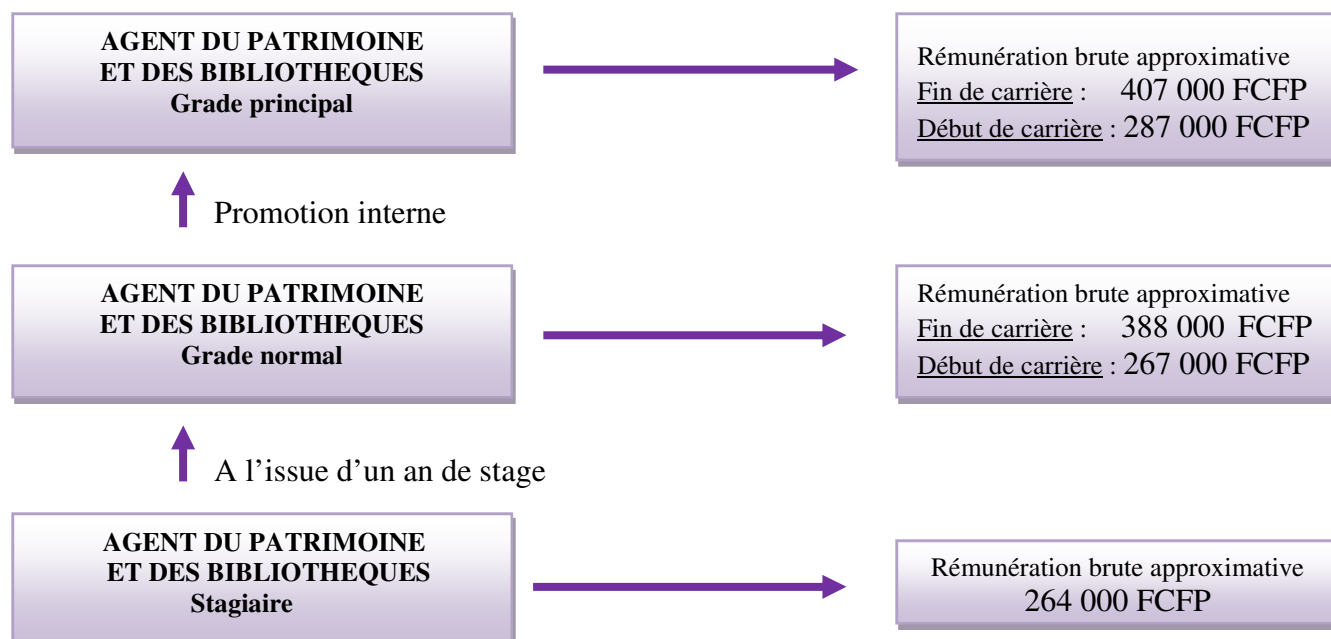 AGENT DU PATRIMOINE
ET DES BIBLIOTHEQUES
Grade principal
Rémunération brute approximative
Fin de carrière : 407 000 FCFP
Début de carrière : 287 000 FCFP
Promotion interne
AGENT DU PATRIMOINE
ET DES BIBLIOTHEQUES
Grade normal
Rémunération brute approximative
Fin de carrière : 388 000 FCFP
Début de carrière : 267 000 FCFP
A l’issue d’un an de stage
AGENT DU PATRIMOINE
ET DES BIBLIOTHEQUES
Stagiaire
Rémunération brute approximative
264 000 FCFP